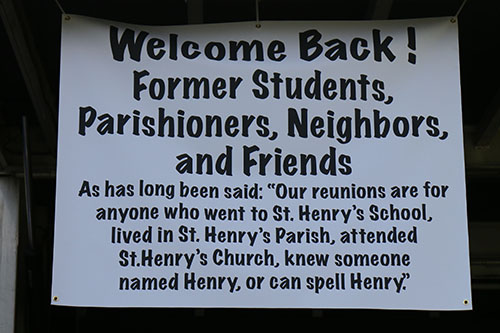 Welcome Back!
Former Students,
Parishioners, Neighbors,
and Friends
As has long been said: "Our reunions are for
anyone who went to St. Henry's School,
lived in St. Henry's Parish, attended
St.Henry's Church, knew someone
named Henry, or can spell Henry."